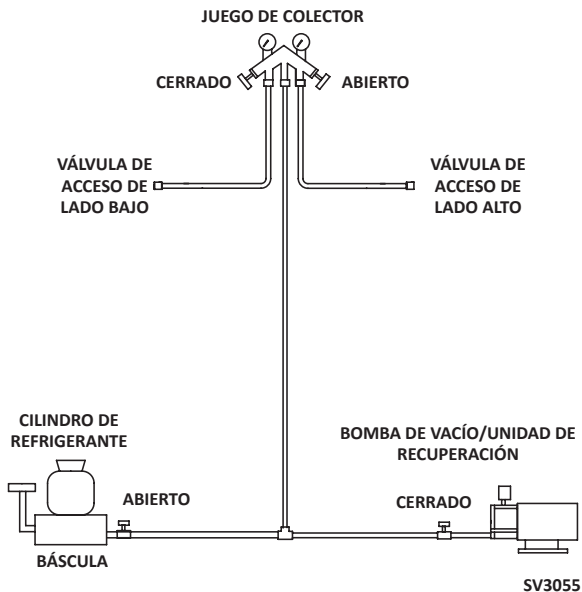 JUEGO DE COLECTOR
CERRADO
ABIERTO
VÁLVULA DE
ACCESO DE
LADO BAJO
VÁLVULA DE
ACCESO DE
LADO ALTO
CILINDRO DE
REFRIGERANTE
BOMBA DE VACÍO/UNIDAD DE
RECUPERACIÓN
ABIERTO
CERRADO
BÁSCULA
SV3055